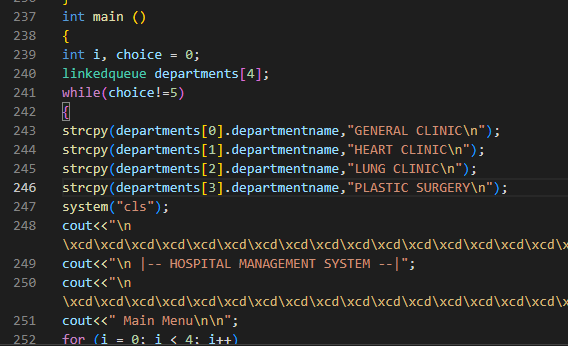 236 }
237 int main ()
238 {
239 int i, choice = 0;
240 linkedqueue departments[4];
241 while(choice!=5)
242 {
243 strcpy(departments[0].departmentname,"GENERAL CLINIC\n");
244 strcpy(departments[1].departmentname,"HEART CLINIC\n");
245 strcpy(departments[2].departmentname,"LUNG CLINIC\n");
246 strcpy(departments[3].departmentname,"PLASTIC SURGERY\n");
247 system("cls");
248 cout<<"\n
\xcd\xcd\xcd\xcd\xcd\xcd\xcd\xcd\xcd\xcd\xcd\xcd\xcd\xcd\xcd\x
249 cout<<"\n |-- HOSPITAL MANAGEMENT SYSTEM --|";
250 cout<<"\n
\xcd\xcd\xcd\xcd\xcd\xcd\xcd\xcd\xcd\xcd\xcd\xcd\xcd\xcd\xcd\x
251 cout<<" Main Menu\n\n";
252 for (i = 0; i < 4; i++)